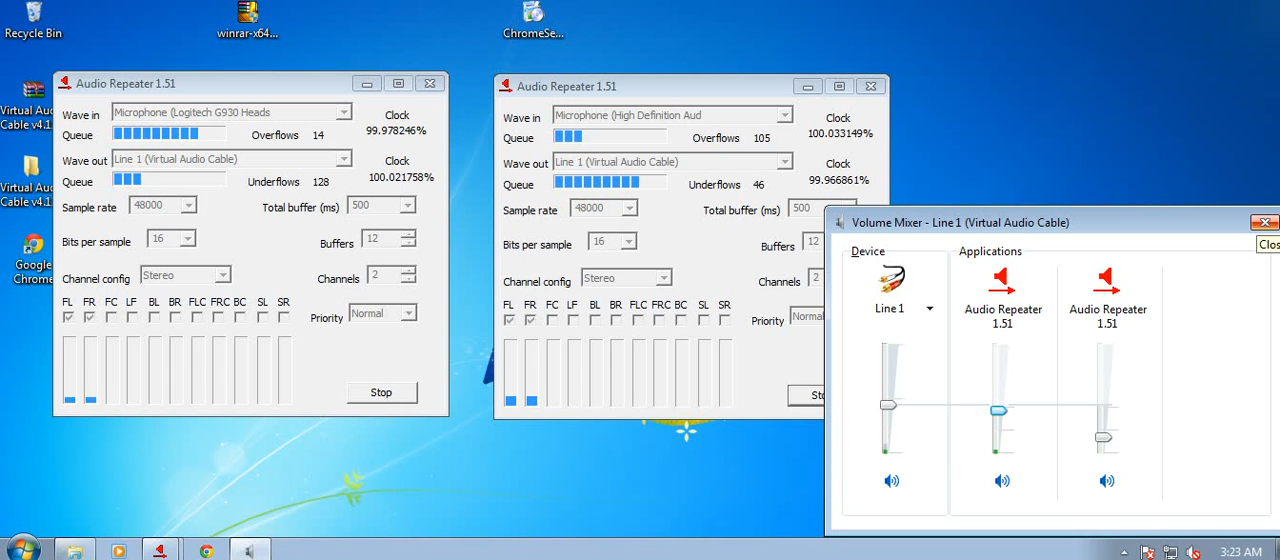 Recycle Bin
winrar-x64...
ChromeSe...
Virtual Au
Cable v4.1
Virtual Au
Cable v4.1
Google
Chrome
Audio Repeater 1.51
Wave in
Microphone (Logitech G930 Heads
Clock
99.978246%
Queue
Overflows 14
Wave out
Line 1 (Virtual Audio Cable)
Clock
100.021758%
Queue
Underflows 128
Sample rate
48000
Total buffer (ms)
500
Bits per sample
16
Buffers
12
Channel config
Stereo
Channels
2
FL FR FC LF BL BR FLC FRC BC SL SR
Priority
Normal
Stop
Audio Repeater 1.51
Wave in
Microphone (High Definition Aud
Clock
100.033149%
Queue
Overflows 105
Wave out
Line 1 (Virtual Audio Cable)
Clock
99.966861%
Queue
Underflows 46
Sample rate
48000
Total buffer (ms)
500
Bits per sample
16
Buffers
12
Channel config
Stereo
Channels
2
FL FR FC LF BL BR FLC FRC BC SL SR
Priority
Normal
Volume Mixer - Line 1 (Virtual Audio Cable)
Clos
Device
Applications
Line 1
Audio Repeater
1.51
Audio Repeater
1.51
3:23 AM